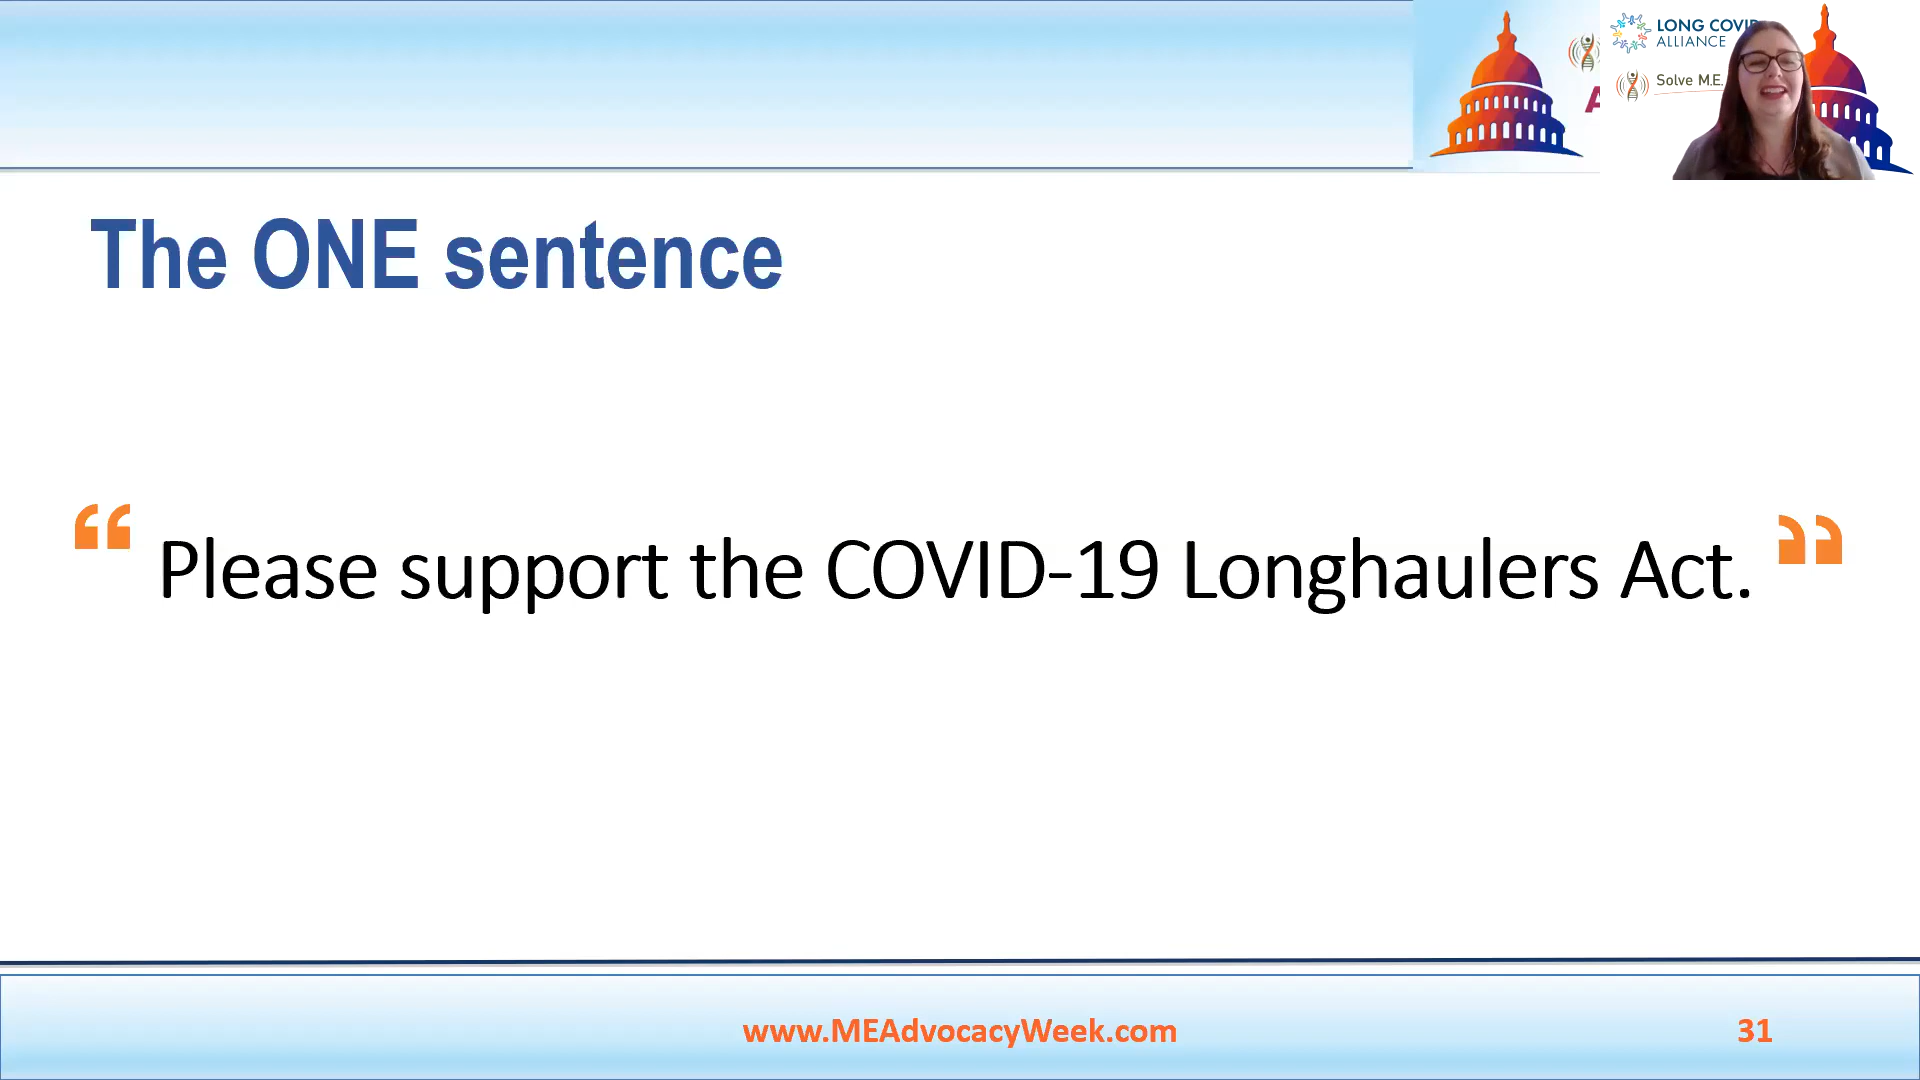 LONG COVID
ALLIANCE
Solve M.E.
The ONE sentence
“ Please support the COVID-19 Longhaulers Act. ”
www.MEAdvocacyWeek.com
31